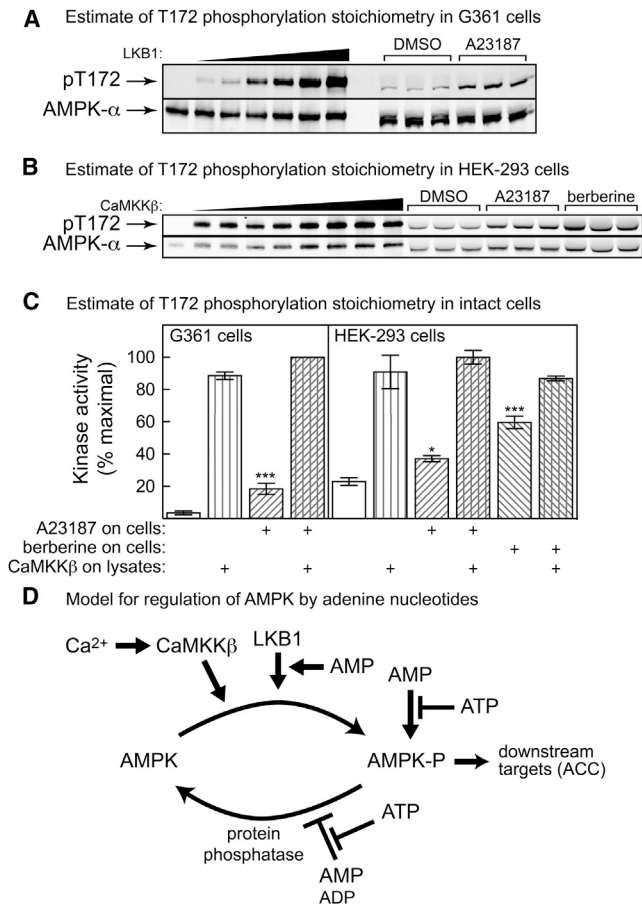 A Estimate of T172 phosphorylation stoichiometry in G361 cells
LKB1: DMSO A23187
pT172
AMPK-α
B Estimate of T172 phosphorylation stoichiometry in HEK-293 cells
CaMKKβ: DMSO A23187 berberine
pT172
AMPK-α
C Estimate of T172 phosphorylation stoichiometry in intact cells
G361 cells HEK-293 cells
Kinase activity
(% maximal)
100
80
60
40
20
***
*
***
A23187 on cells: + + + +
berberine on cells: + +
CaMKKβ on lysates: + + + + +
D Model for regulation of AMPK by adenine nucleotides
Ca²⁺ CaMKKβ LKB1
AMP AMP
ATP
AMPK AMPK-P downstream
targets (ACC)
protein
phosphatase
ATP
AMP
ADP